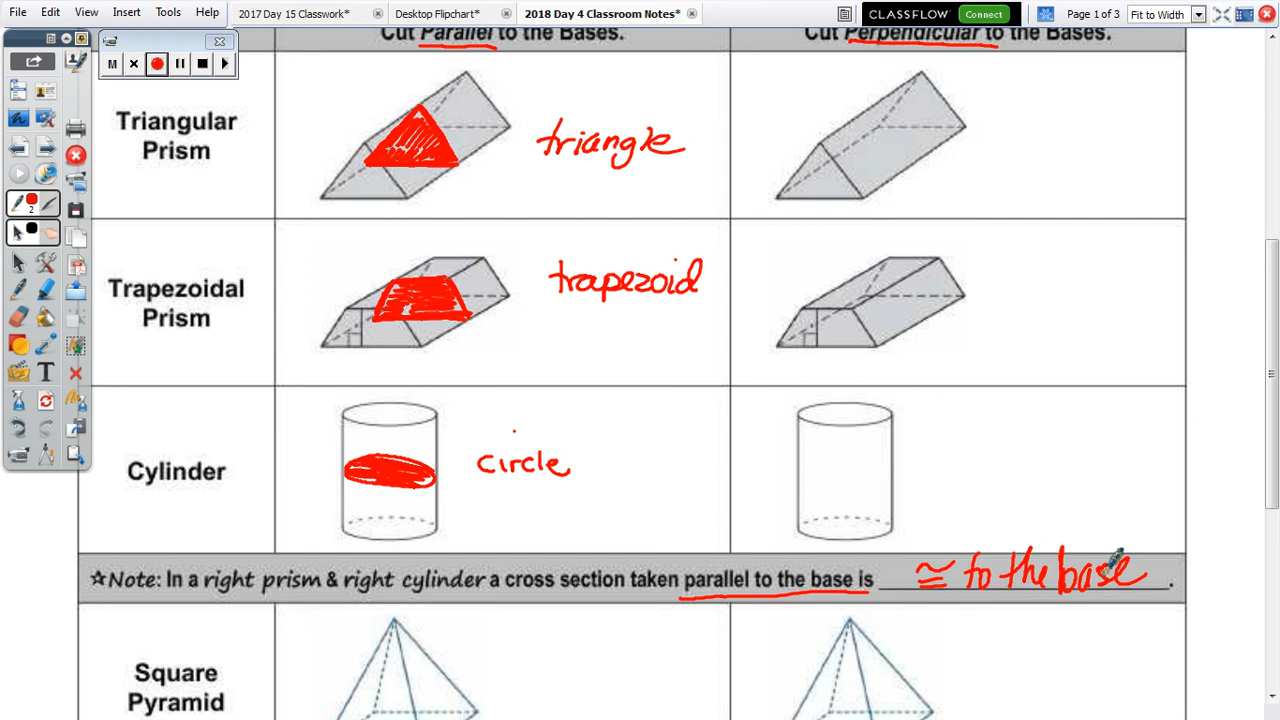 File Edit View Insert Tools Help
2017 Day 15 Classwork*
Desktop Flipchart*
2018 Day 4 Classroom Notes*
CLASSFLOW Connect
Page 1 of 3
Fit to Width
M
2
Cut Parallel to the Bases.
Cut Perpendicular to the Bases.
Triangular
Prism
triangle
Trapezoidal
Prism
trapezoid
Cylinder
circle
☆Note: In a right prism & right cylinder a cross section taken parallel to the base is ≅ to the base.
Square
Pyramid